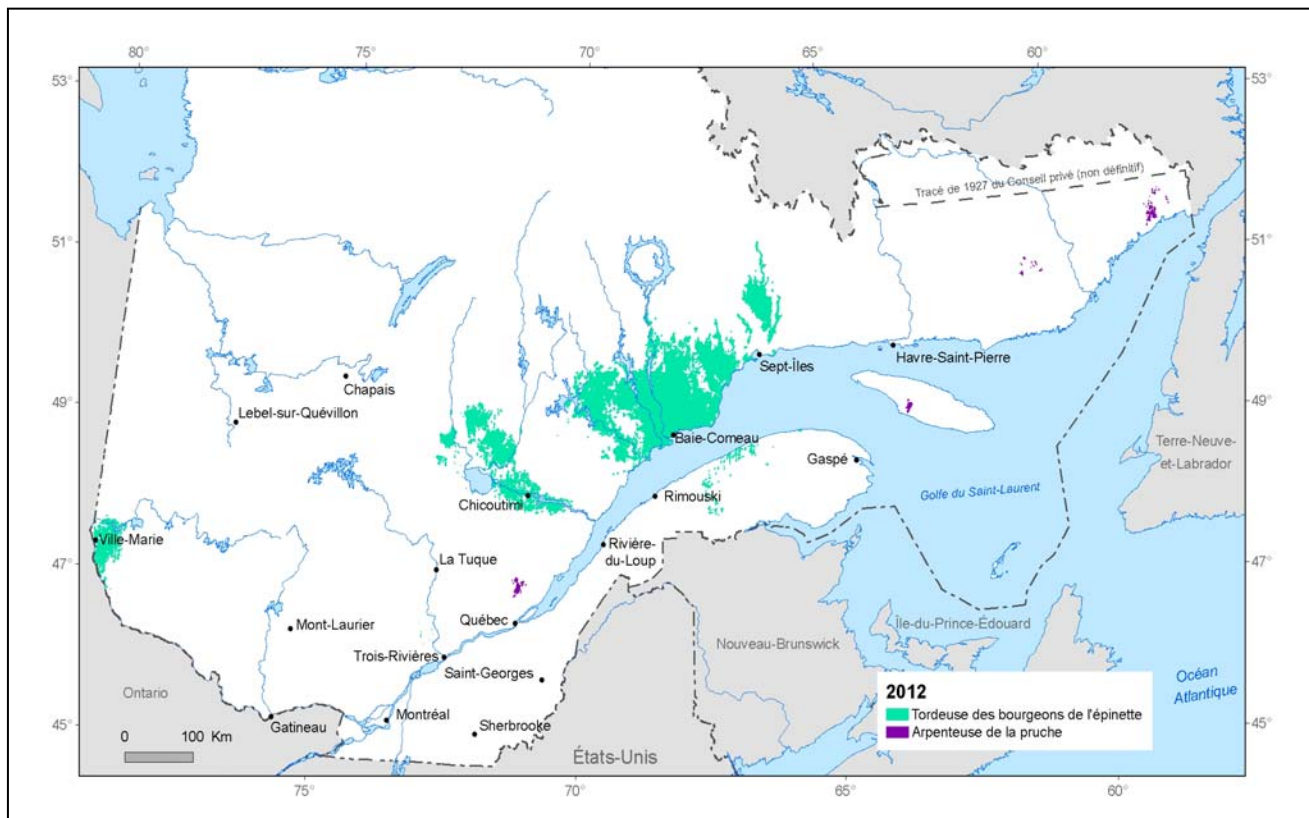 80°
75°
70°
65°
60°
53°
53°
Tracé de 1927 du Conseil privé (non définitif)
51°
51°
Sept-Îles
Havre-Saint-Pierre
Chapais
49°
49°
Lebel-sur-Quévillon
Baie-Comeau
Terre-Neuve-
et-Labrador
Gaspé
Chicoutimi
Rimouski
Golfe du Saint-Laurent
Ville-Marie
Rivière-
du-Loup
47°
La Tuque
47°
Québec
Mont-Laurier
Île-du-Prince-Édouard
Nouveau-Brunswick
Trois-Rivières
Saint-Georges
Océan
Atlantique
Ontario
2012
Tordeuse des bourgeons de l'épinette
Arpenteuse de la pruche
Gatineau
Montréal
Sherbrooke
45°
45°
0 100 Km
États-Unis
75°
70°
65°
60°